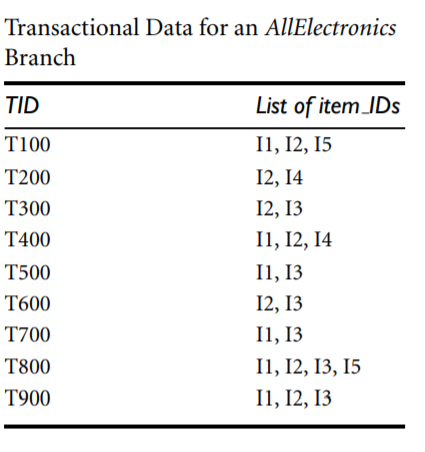 Transactional Data for an AllElectronics
Branch
TID List of item_IDs
T100 I1, I2, I5
T200 I2, I4
T300 I2, I3
T400 I1, I2, I4
T500 I1, I3
T600 I2, I3
T700 I1, I3
T800 I1, I2, I3, I5
T900 I1, I2, I3